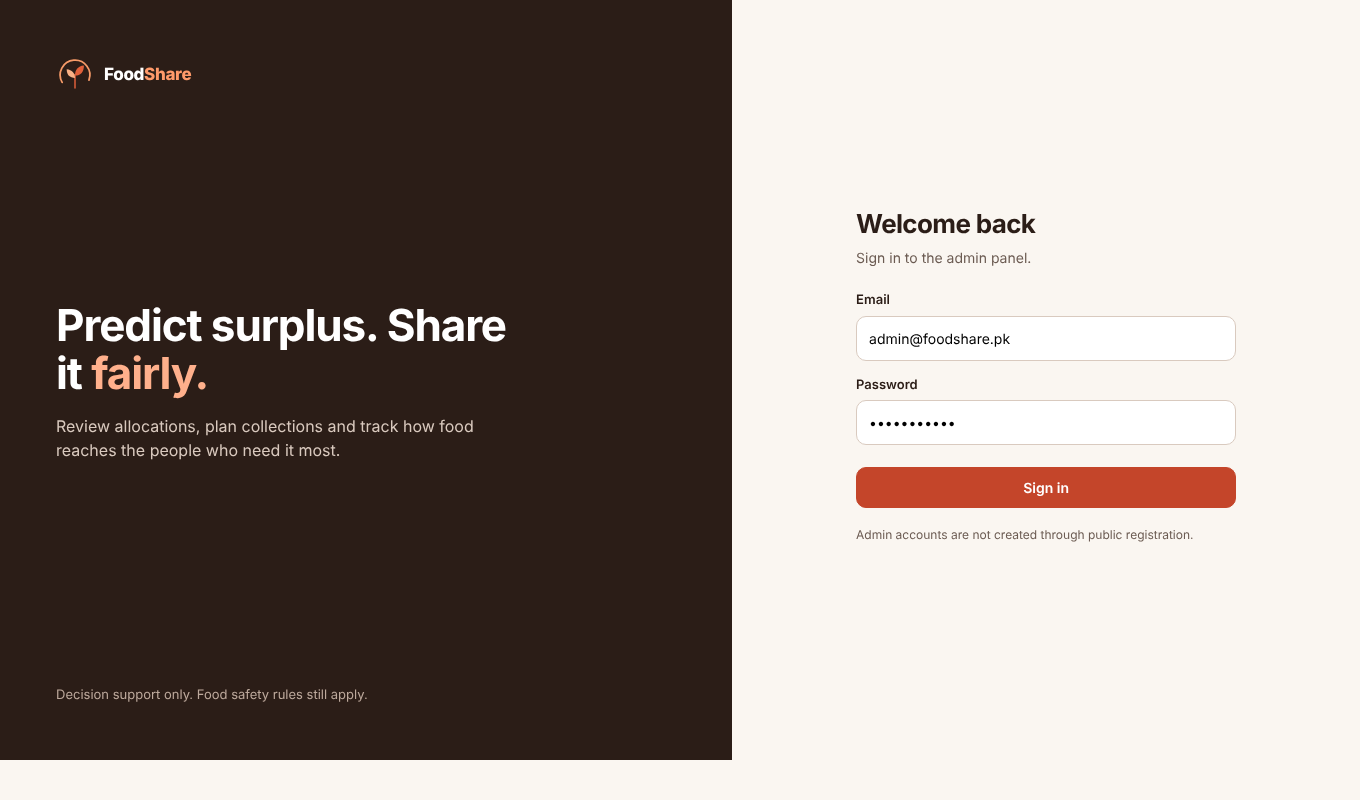 FoodShare
Predict surplus. Share
it fairly.
Review allocations, plan collections and track how food
reaches the people who need it most.
Decision support only. Food safety rules still apply.
Welcome back
Sign in to the admin panel.
Email
admin@foodshare.pk
Password
•••••••••••
Sign in
Admin accounts are not created through public registration.